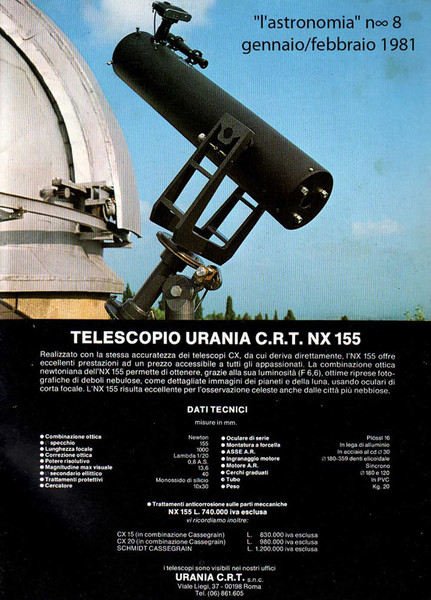 "l'astronomia" n∞ 8
gennaio/febbraio 1981
TELESCOPIO URANIA C.R.T. NX 155
Realizzato con la stessa accuratezza dei telescopi CX, da cui deriva direttamente, l'NX 155 offre
eccellenti prestazioni ad un prezzo accessibile a tutti gli appassionati. La combinazione ottica
newtoniana dell'NX 155 permette di ottenere, grazie alla sua luminosità (F 6,6), ottime riprese foto-
grafiche di deboli nebulose, come dettagliate immagini dei pianeti e della luna, usando oculari di
corta focale. L'NX 155 risulta eccellente per l'osservazione celeste anche dalle città più nebbiose.
DATI TECNICI
misure in mm.
● Combinazione ottica Newton
● ∅ specchio 155
● Lunghezza focale 1000
● Correzione ottica Lambda 1/20
● Potere risolutivo 0,8 A.S.
● Magnitudine max visuale 13,6
● ∅ secondario ellittico 40
● Trattamenti protettivi Monossido di silicio
● Cercatore 10x30
● Oculare di serie Plössl 16
● Montatura a forcella In lega di alluminio
● ASSE A.R. In acciaio al cd ∅ 30
● Ingranaggio motore ∅ 180-359 denti elicoidale
● Motore A.R. Sincrono
● Cerchi graduati ∅ 180 e 120
● Tubo In PVC
● Peso Kg. 20
● Trattamenti anticorrosione sulle parti meccaniche
NX 155 L. 740.000 iva esclusa
vi ricordiamo inoltre:
CX 15 (in combinazione Cassegrain) L. 830.000 iva esclusa
CX 20 (in combinazione Cassegrain) L. 980.000 iva esclusa
SCHMIDT CASSEGRAIN L. 1.200.000 iva esclusa
i telescopi sono visibili nei nostri uffici
URANIA C.R.T. s.n.c.
Viale Liegi, 37 - 00198 Roma
Tel. (06) 861.605